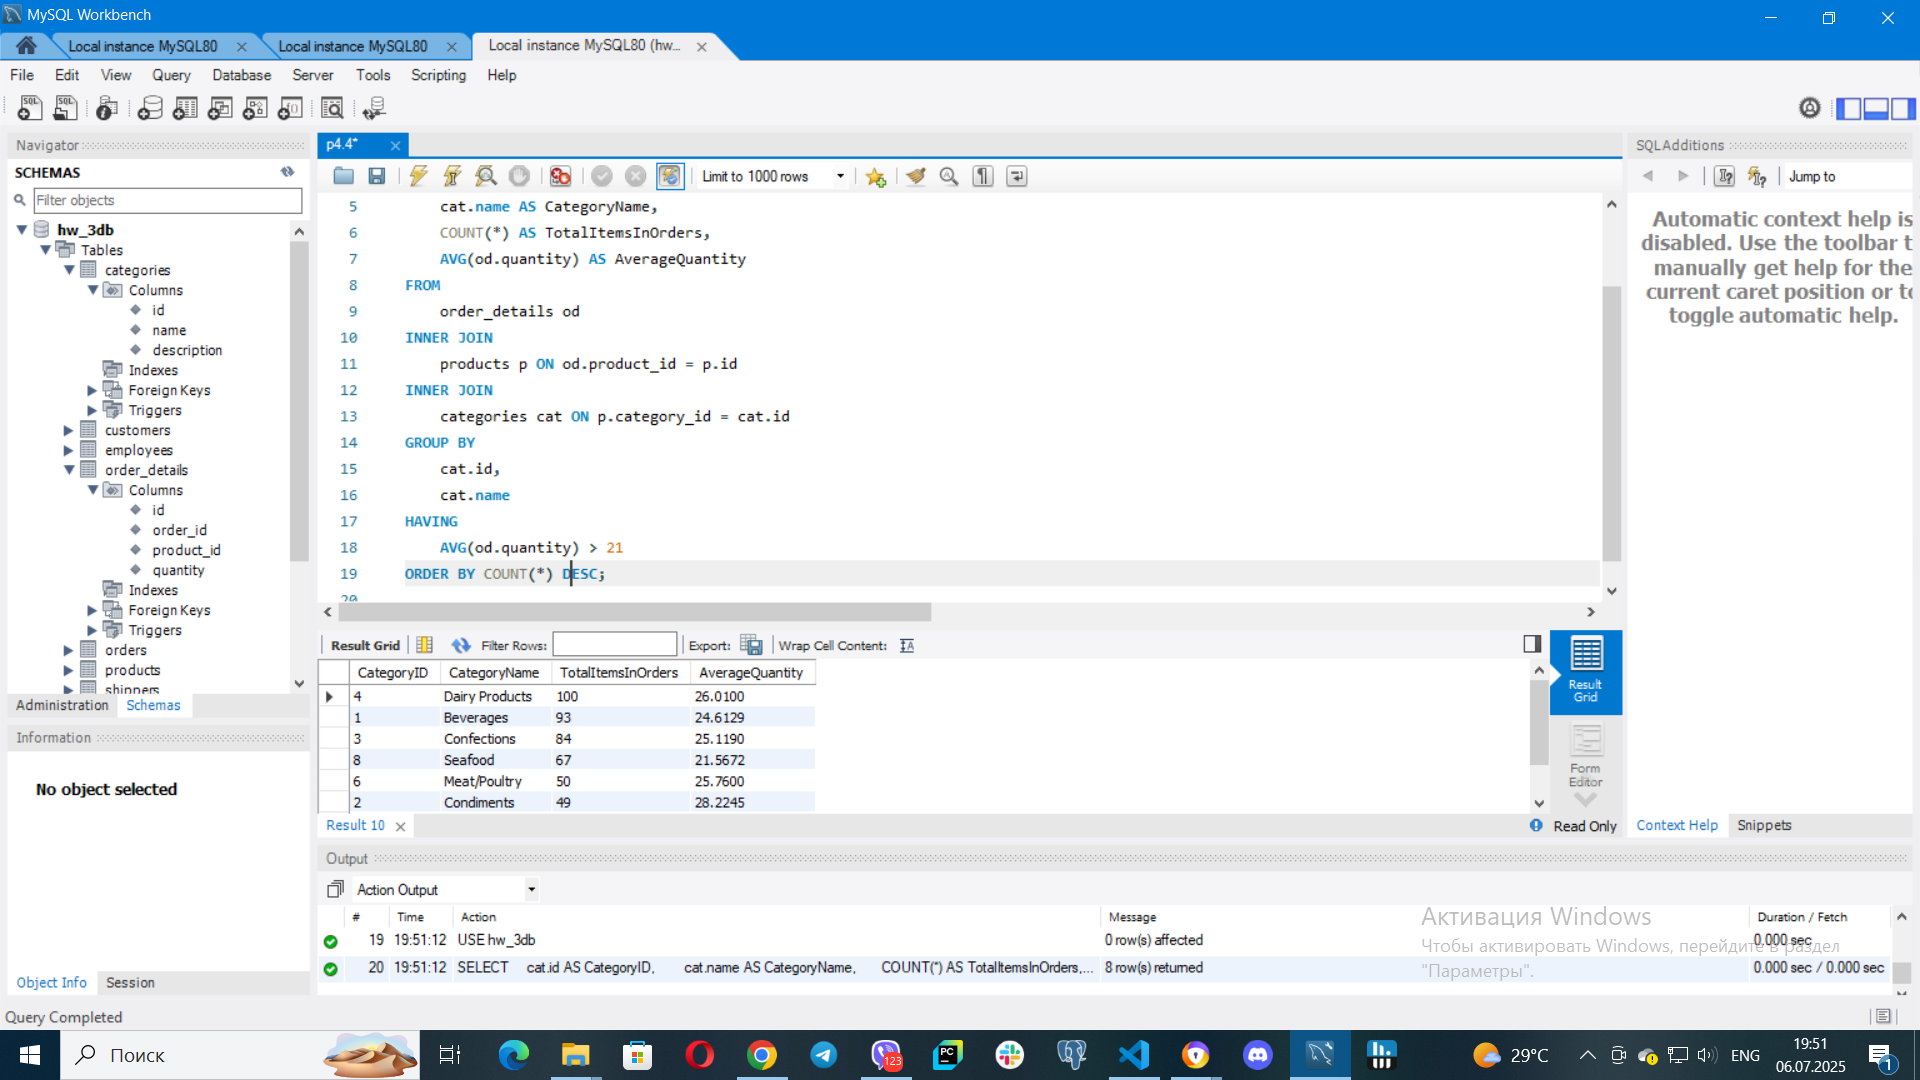 MySQL Workbench
Local instance MySQL80
Local instance MySQL80
Local instance MySQL80 (hw_...
File Edit View Query Database Server Tools Scripting Help
Navigator
SCHEMAS
Filter objects
hw_3db
Tables
categories
Columns
id
name
description
Indexes
Foreign Keys
Triggers
customers
employees
order_details
Columns
id
order_id
product_id
quantity
Indexes
Foreign Keys
Triggers
orders
products
shippers
Administration Schemas
Information
No object selected
Object Info Session
Query Completed
p4.4*
Limit to 1000 rows
5 cat.name AS CategoryName,
6 COUNT(*) AS TotalItemsInOrders,
7 AVG(od.quantity) AS AverageQuantity
8 FROM
9 order_details od
10 INNER JOIN
11 products p ON od.product_id = p.id
12 INNER JOIN
13 categories cat ON p.category_id = cat.id
14 GROUP BY
15 cat.id,
16 cat.name
17 HAVING
18 AVG(od.quantity) > 21
19 ORDER BY COUNT(*) DESC;
20
Result Grid Filter Rows: Export: Wrap Cell Content:
CategoryID CategoryName TotalItemsInOrders AverageQuantity
4 Dairy Products 100 26.0100
1 Beverages 93 24.6129
3 Confections 84 25.1190
8 Seafood 67 21.5672
6 Meat/Poultry 50 25.7600
2 Condiments 49 28.2245
Result Grid
Form Editor
Result 10
Read Only
SQLAdditions
Jump to
Automatic context help is
disabled. Use the toolbar t
manually get help for the
current caret position or to
toggle automatic help.
Context Help Snippets
Output
Action Output
# Time Action Message Duration / Fetch
19 19:51:12 USE hw_3db 0 row(s) affected 0.000 sec
20 19:51:12 SELECT cat.id AS CategoryID, cat.name AS CategoryName, COUNT(*) AS TotalItemsInOrders,... 8 row(s) returned 0.000 sec / 0.000 sec
Активация Windows
Чтобы активировать Windows, перейдите в раздел
"Параметры".
Поиск
123
PC
29°C
ENG
19:51
06.07.2025
1